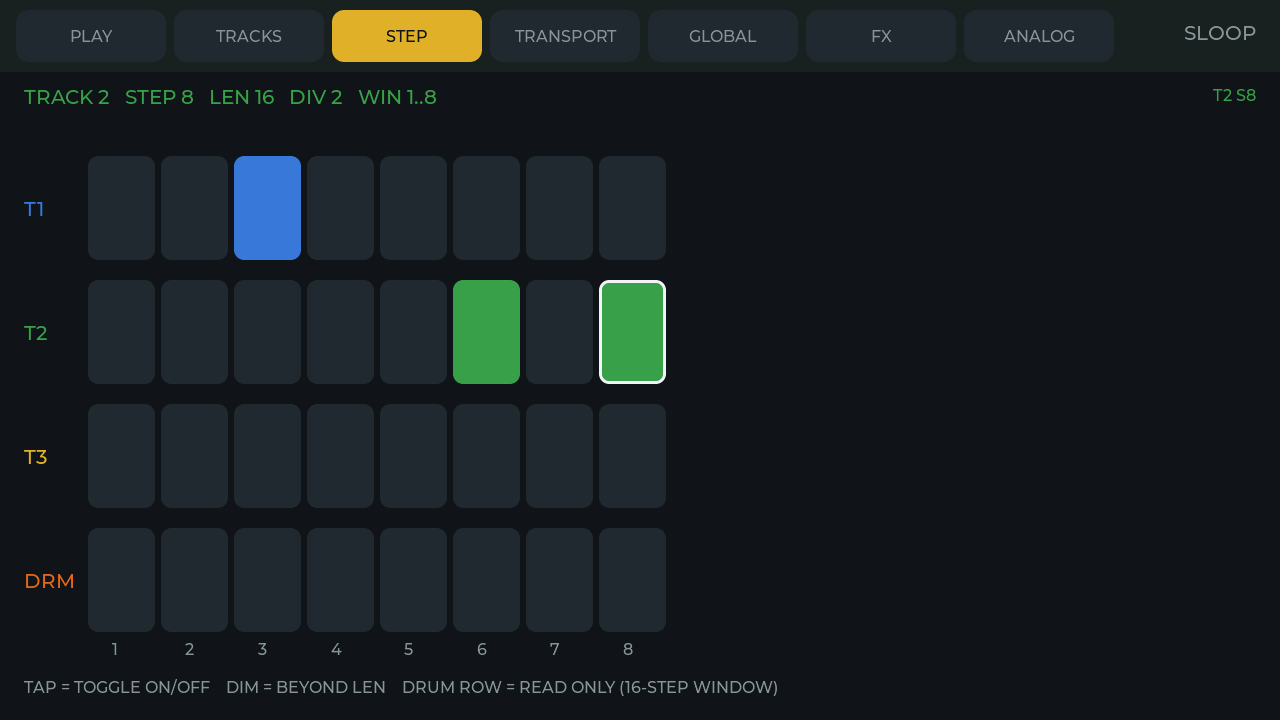 PLAY TRACKS STEP TRANSPORT GLOBAL FX ANALOG SLOOP
TRACK 2 STEP 8 LEN 16 DIV 2 WIN 1..8 T2 S8
T1
T2
T3
DRM
1 2 3 4 5 6 7 8
TAP = TOGGLE ON/OFF DIM = BEYOND LEN DRUM ROW = READ ONLY (16-STEP WINDOW)